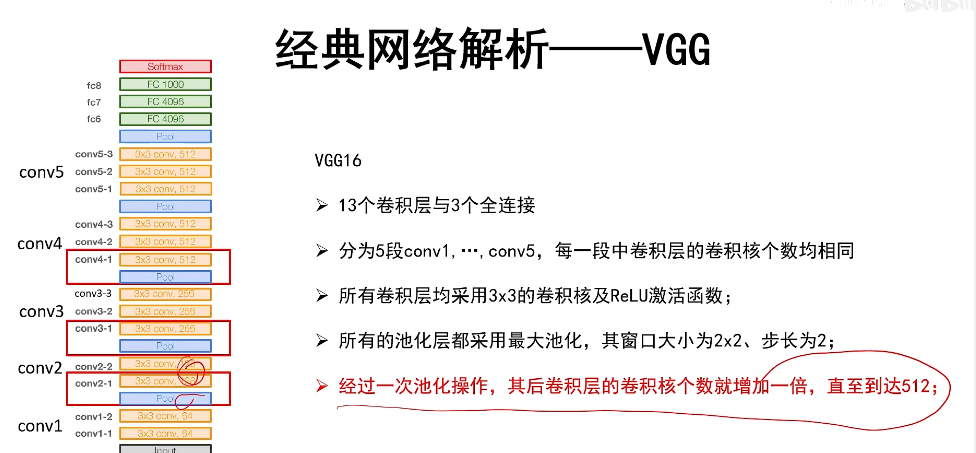 经典网络解析——VGG
Softmax
fc8 FC 1000
fc7 FC 4096
fc6 FC 4096
Pool
conv5
conv5-3 3x3 conv, 512
conv5-2 3x3 conv, 512
conv5-1 3x3 conv, 512
Pool
conv4
conv4-3 3x3 conv, 512
conv4-2 3x3 conv, 512
conv4-1 3x3 conv, 512
Pool
conv3
conv3-3 3x3 conv, 256
conv3-2 3x3 conv, 256
conv3-1 3x3 conv, 256
Pool
conv2
conv2-2 3x3 conv,
conv2-1 3x3 conv,
Pool
conv1
conv1-2 3x3 conv, 64
conv1-1 3x3 conv, 64
Input
VGG16
➢ 13个卷积层与3个全连接
➢ 分为5段conv1,…,conv5，每一段中卷积层的卷积核个数均相同
➢ 所有卷积层均采用3x3的卷积核及ReLU激活函数；
➢ 所有的池化层都采用最大池化，其窗口大小为2x2、步长为2；
➢ 经过一次池化操作，其后卷积层的卷积核个数就增加一倍，直至到达512；